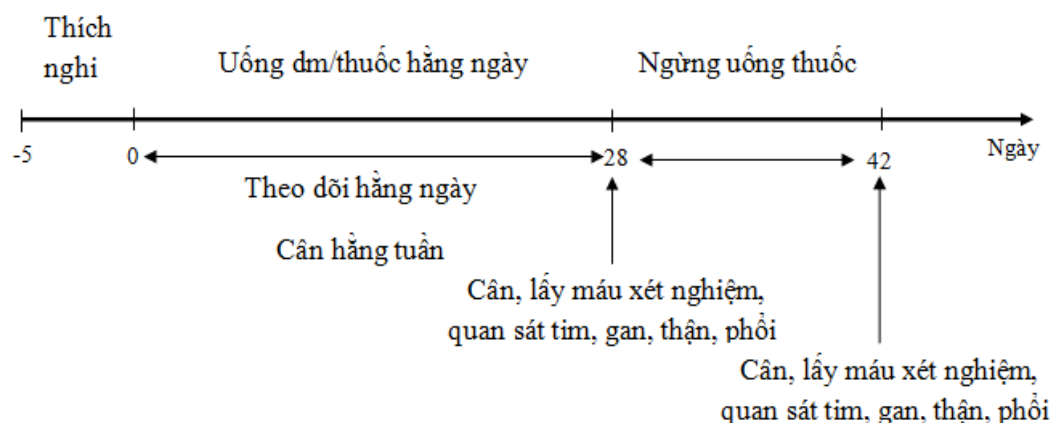 Thích
nghi
Uống dm/thuốc hằng ngày
Ngừng uống thuốc
-5
0
28
42
Ngày
Theo dõi hằng ngày
Cân hằng tuần
Cân, lấy máu xét nghiệm,
quan sát tim, gan, thận, phổi
Cân, lấy máu xét nghiệm,
quan sát tim, gan, thận, phổi